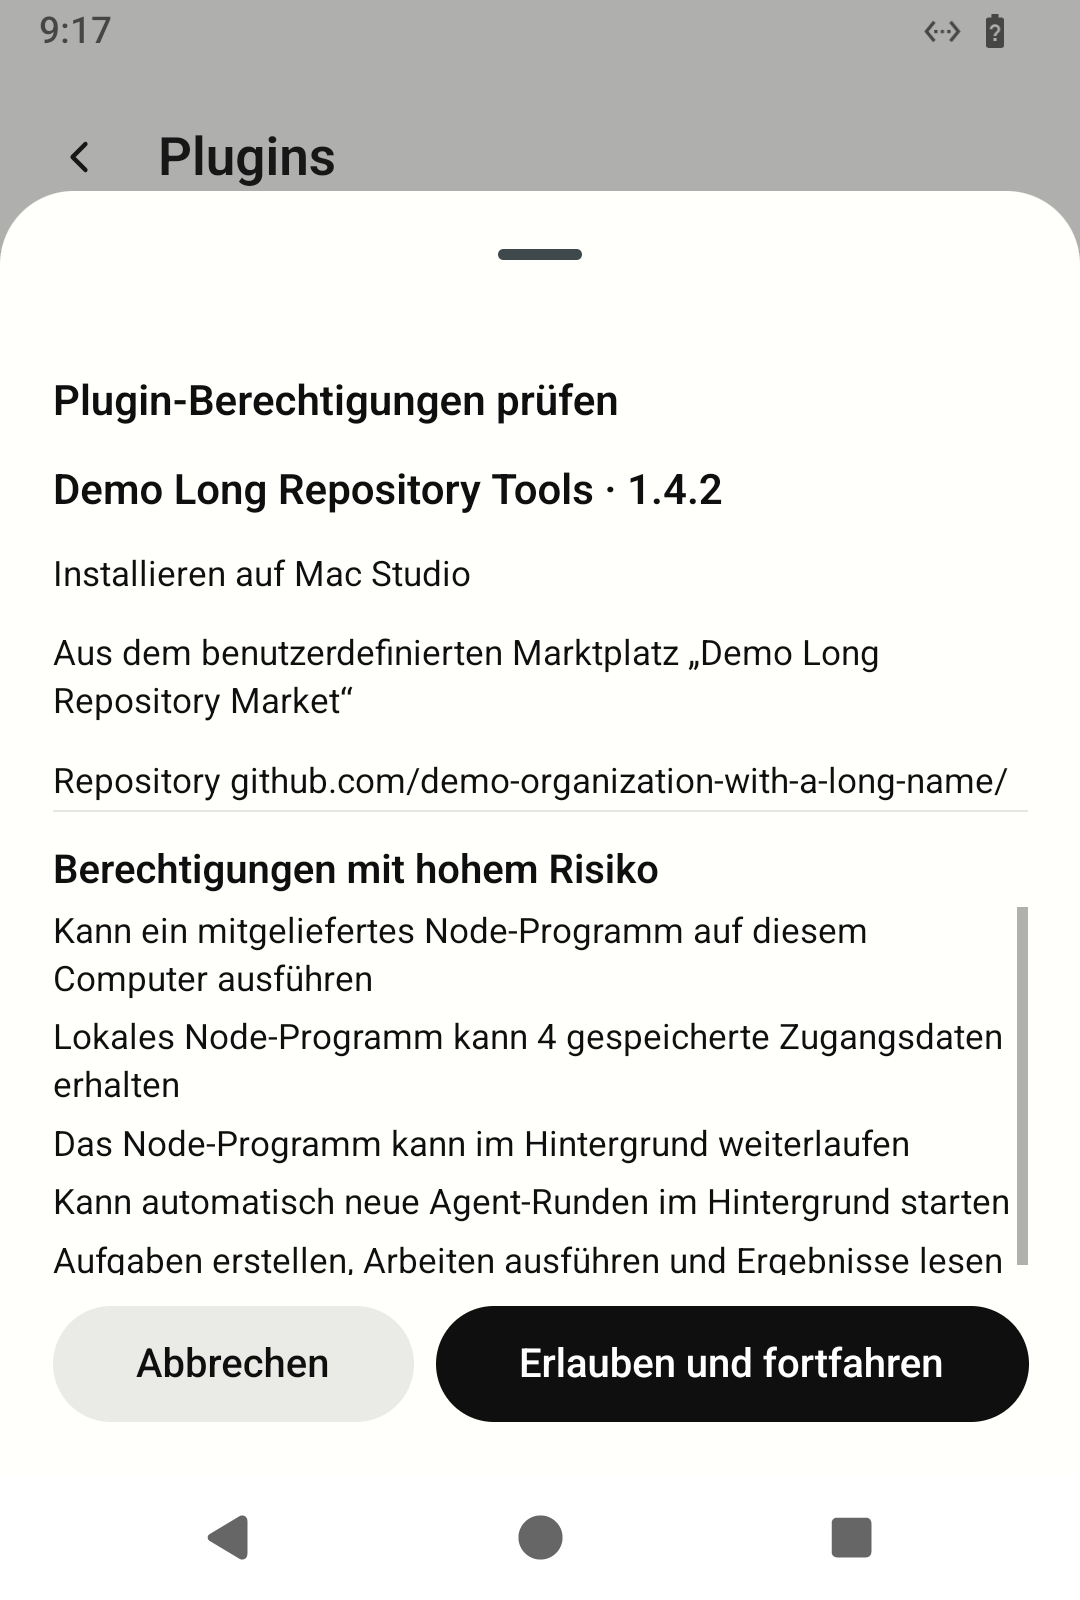 9:17
Plugins
Plugin-Berechtigungen prüfen
Demo Long Repository Tools · 1.4.2
Installieren auf Mac Studio
Aus dem benutzerdefinierten Marktplatz „Demo Long
Repository Market“
Repository github.com/demo-organization-with-a-long-name/
Berechtigungen mit hohem Risiko
Kann ein mitgeliefertes Node-Programm auf diesem
Computer ausführen
Lokales Node-Programm kann 4 gespeicherte Zugangsdaten
erhalten
Das Node-Programm kann im Hintergrund weiterlaufen
Kann automatisch neue Agent-Runden im Hintergrund starten
Aufgaben erstellen, Arbeiten ausführen und Ergebnisse lesen
Abbrechen
Erlauben und fortfahren